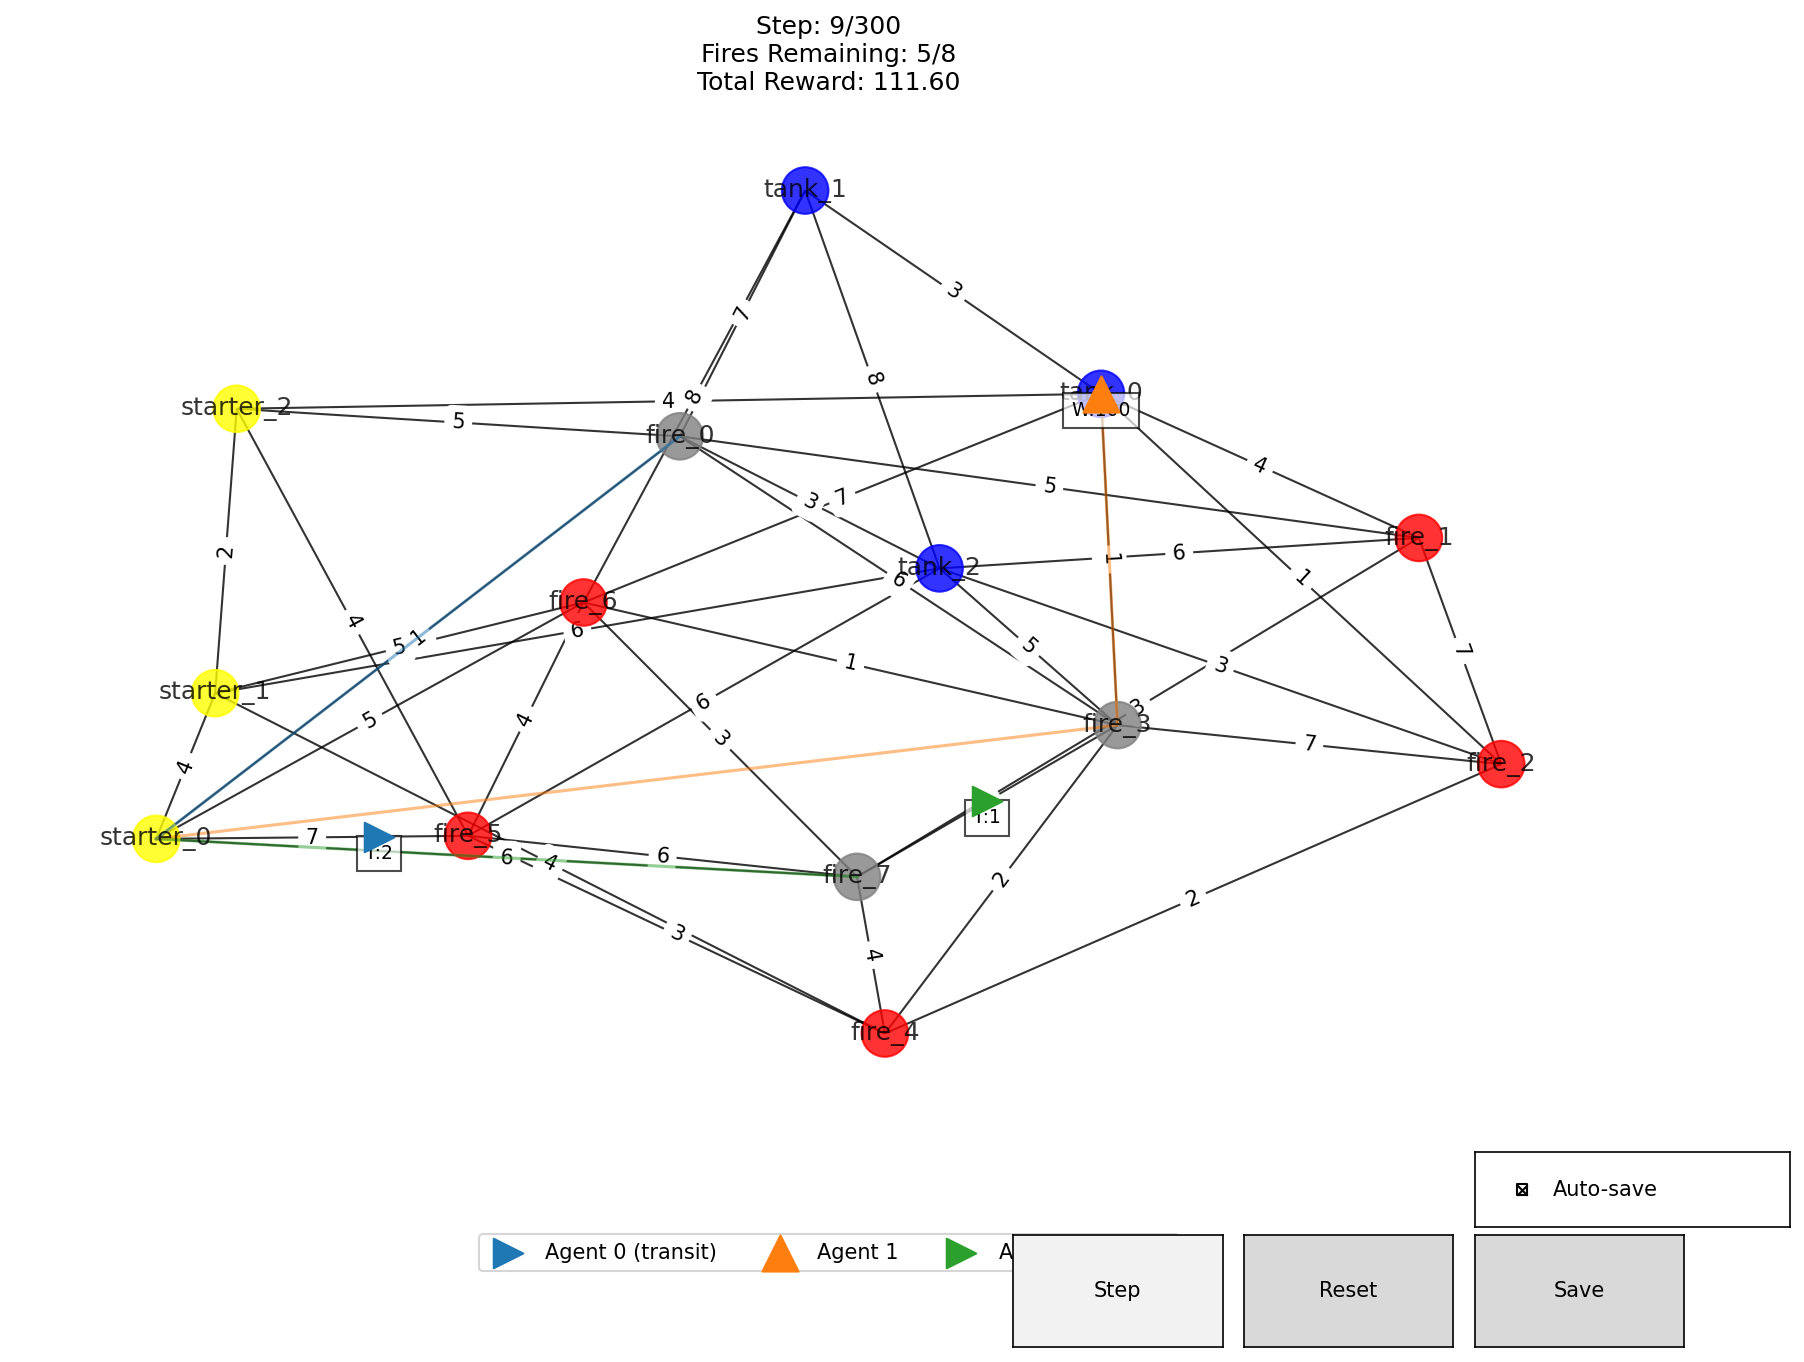 Step: 9/300
Fires Remaining: 5/8
Total Reward: 111.60
tank_1
3
7
8
8
tank_0
W:100
starter_2
4
5
fire_0
4
5
3
7
fire_1
6
1
2
tank_2
6
1
fire_6
6
4
5
1
5
3
7
1
starter_1
6
3
fire_3
5
4
3
7
fire_2
4
T:1
starter_0
7
T:2
fire_5
6
6
4
fire_7
2
2
3
4
fire_4
Auto-save
Agent 0 (transit)
Agent 1
A
Step
Reset
Save